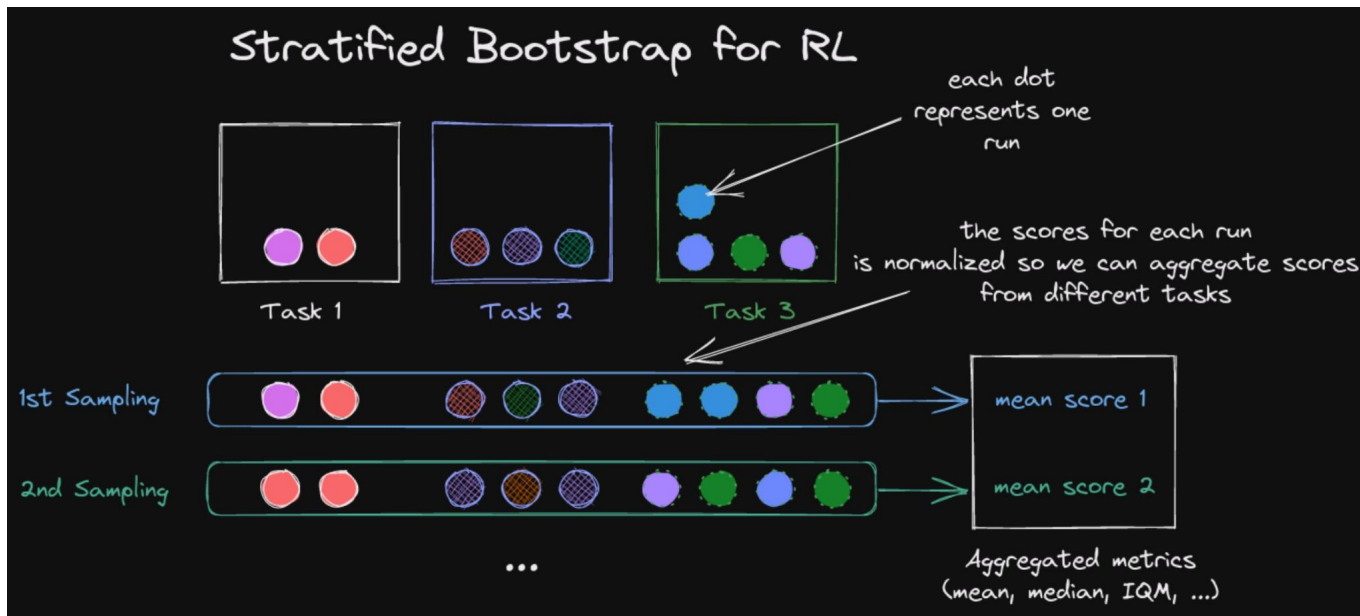 Stratified Bootstrap for RL
each dot
represents one
run
Task 1
Task 2
Task 3
the scores for each run
is normalized so we can aggregate scores
from different tasks
1st Sampling
mean score 1
2nd Sampling
mean score 2
...
Aggregated metrics
(mean, median, IQM, ...)